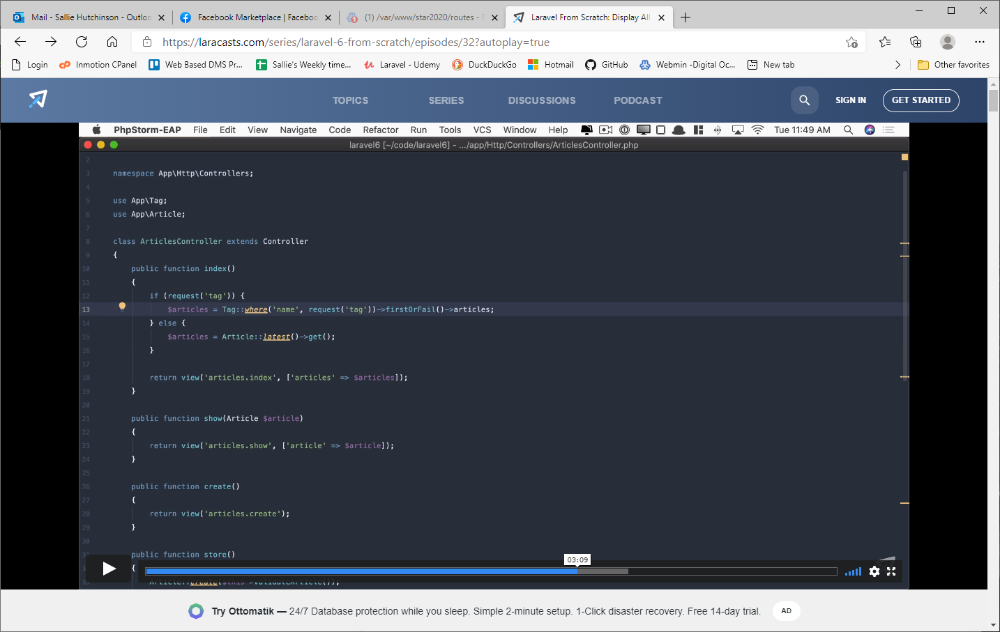 Mail - Sallie Hutchinson - Outloo
Facebook Marketplace | Faceboo
(1) /var/www/star2020/routes - F
Laravel From Scratch: Display All
https://laracasts.com/series/laravel-6-from-scratch/episodes/32?autoplay=true
Login
Inmotion CPanel
Web Based DMS Pr...
Sallie's Weekly time...
Laravel - Udemy
DuckDuckGo
Hotmail
GitHub
Webmin -Digital Oc...
New tab
Other favorites
TOPICS SERIES DISCUSSIONS PODCAST SIGN IN GET STARTED
PhpStorm-EAP File Edit View Navigate Code Refactor Run Tools VCS Window Help Tue 11:49 AM
laravel6 [~/code/laravel6] - .../app/Http/Controllers/ArticlesController.php
2
3 namespace App\Http\Controllers;
4
5 use App\Tag;
6 use App\Article;
7
8 class ArticlesController extends Controller
9 {
10 public function index()
11 {
12 if (request('tag')) {
13 $articles = Tag::where('name', request('tag'))->firstOrFail()->articles;
14 } else {
15 $articles = Article::latest()->get();
16 }
17
18 return view('articles.index', ['articles' => $articles]);
19 }
20
21 public function show(Article $article)
22 {
23 return view('articles.show', ['article' => $article]);
24 }
25
26 public function create()
27 {
28 return view('articles.create');
29 }
30
public function store()
{
03:09
Article::create($this->validateArticle());
Try Ottomatik — 24/7 Database protection while you sleep. Simple 2-minute setup. 1-Click disaster recovery. Free 14-day trial. AD